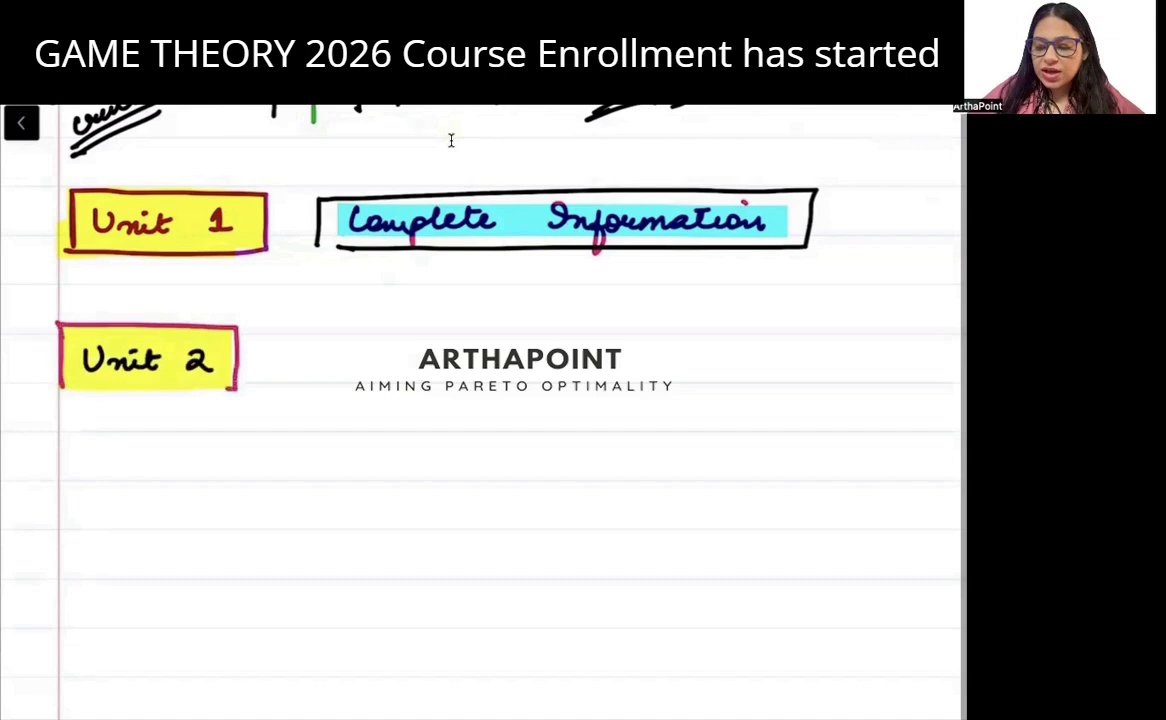 GAME THEORY 2026 Course Enrollment has started
ArthaPoint
Unit 1 Complete Information
Unit 2
ARTHAPOINT
AIMING PARETO OPTIMALITY